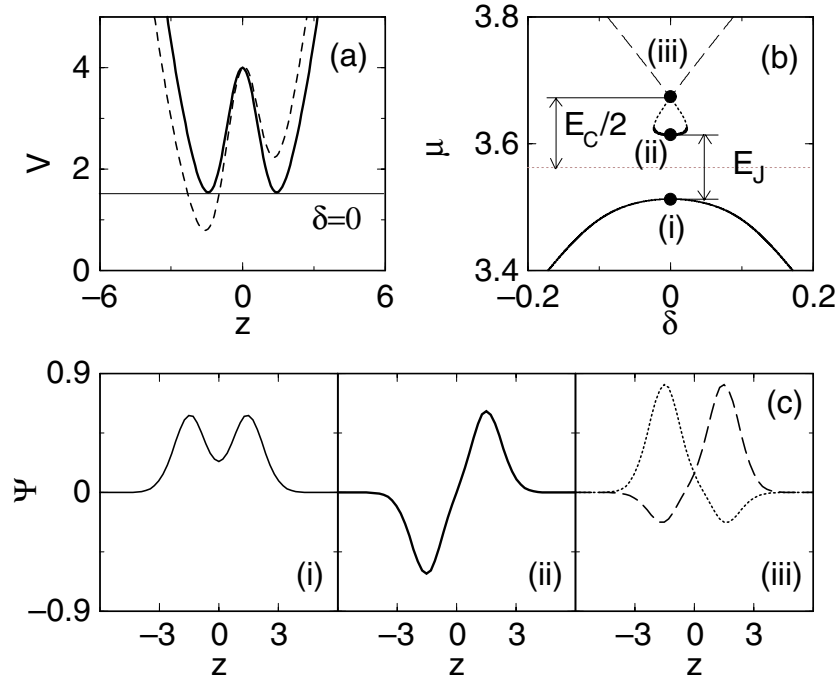 (a)
V
4
2
0
δ=0
−6 0 6
z
(b)
μ
3.8
3.6
3.4
(iii)
E_C/2
(ii)
E_J
(i)
−0.2 0 0.2
δ
(c)
Ψ
0.9
0
−0.9
(i) (ii) (iii)
−3 0 3 −3 0 3 −3 0 3
z z z